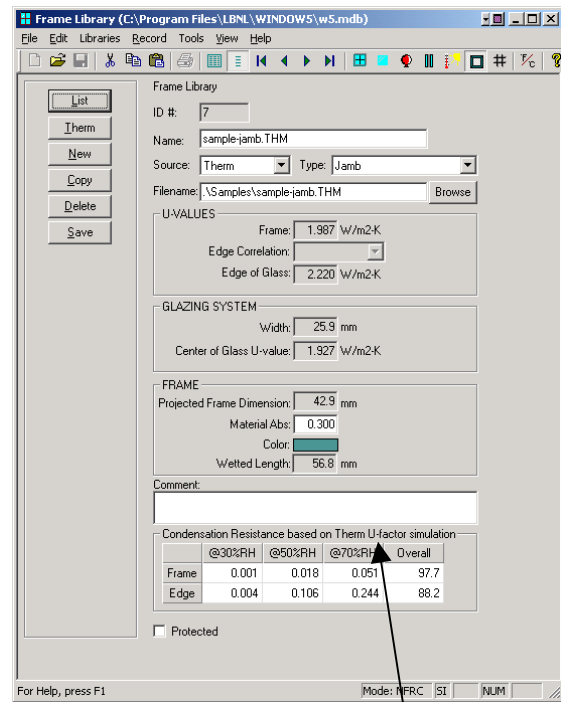 Frame Library (C:\Program Files\LBNL\WINDOW5\w5.mdb)
File Edit Libraries Record Tools View Help
List
Therm
New
Copy
Delete
Save
Frame Library
ID #: 7
Name: sample-jamb.THM
Source: Therm Type: Jamb
Filename: .\Samples\sample-jamb.THM Browse
U-VALUES
Frame: 1.987 W/m2-K
Edge Correlation:
Edge of Glass: 2.220 W/m2-K
GLAZING SYSTEM
Width: 25.9 mm
Center of Glass U-value: 1.927 W/m2-K
FRAME
Projected Frame Dimension: 42.9 mm
Material Abs: 0.300
Color:
Wetted Length: 56.8 mm
Comment:
Condensation Resistance based on Therm U-factor simulation
@30%RH @50%RH @70%RH Overall
Frame 0.001 0.018 0.051 97.7
Edge 0.004 0.106 0.244 88.2
Protected
For Help, press F1 Mode: NFRC SI NUM